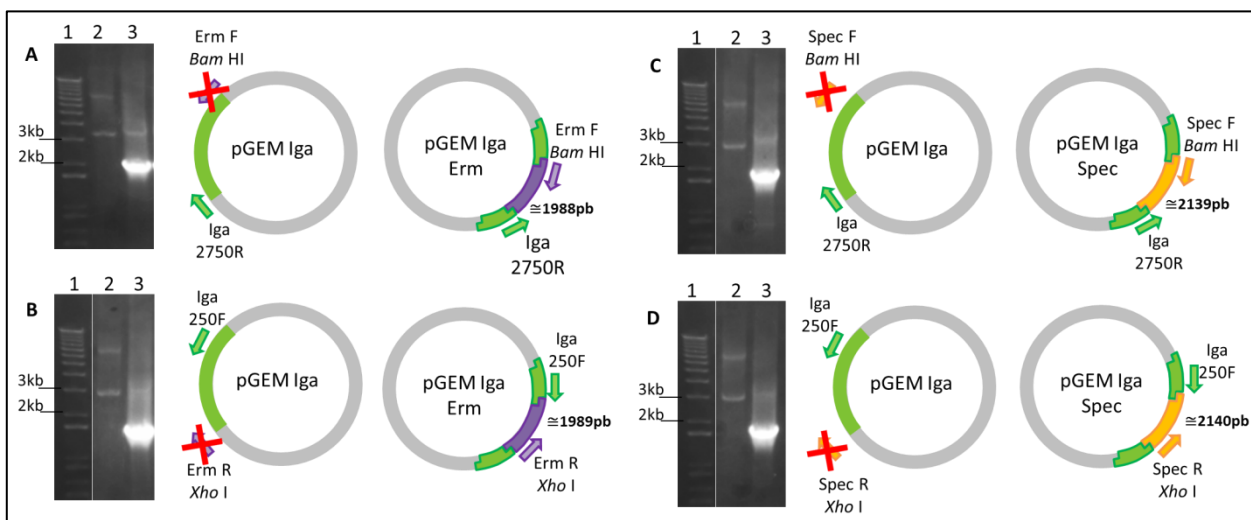 A
1 2 3
3kb
2kb
Erm F
Bam HI
pGEM Iga
Iga
2750R
pGEM Iga
Erm
Erm F
Bam HI
≅1988pb
Iga
2750R
B
1 2 3
3kb
2kb
Iga
250F
pGEM Iga
Erm R
Xho I
pGEM Iga
Erm
Iga
250F
≅1989pb
Erm R
Xho I
C
1 2 3
3kb
2kb
Spec F
Bam HI
pGEM Iga
Iga
2750R
pGEM Iga
Spec
Spec F
Bam HI
≅2139pb
Iga
2750R
D
1 2 3
3kb
2kb
Iga
250F
pGEM Iga
Spec R
Xho I
pGEM Iga
Spec
Iga
250F
≅2140pb
Spec R
Xho I